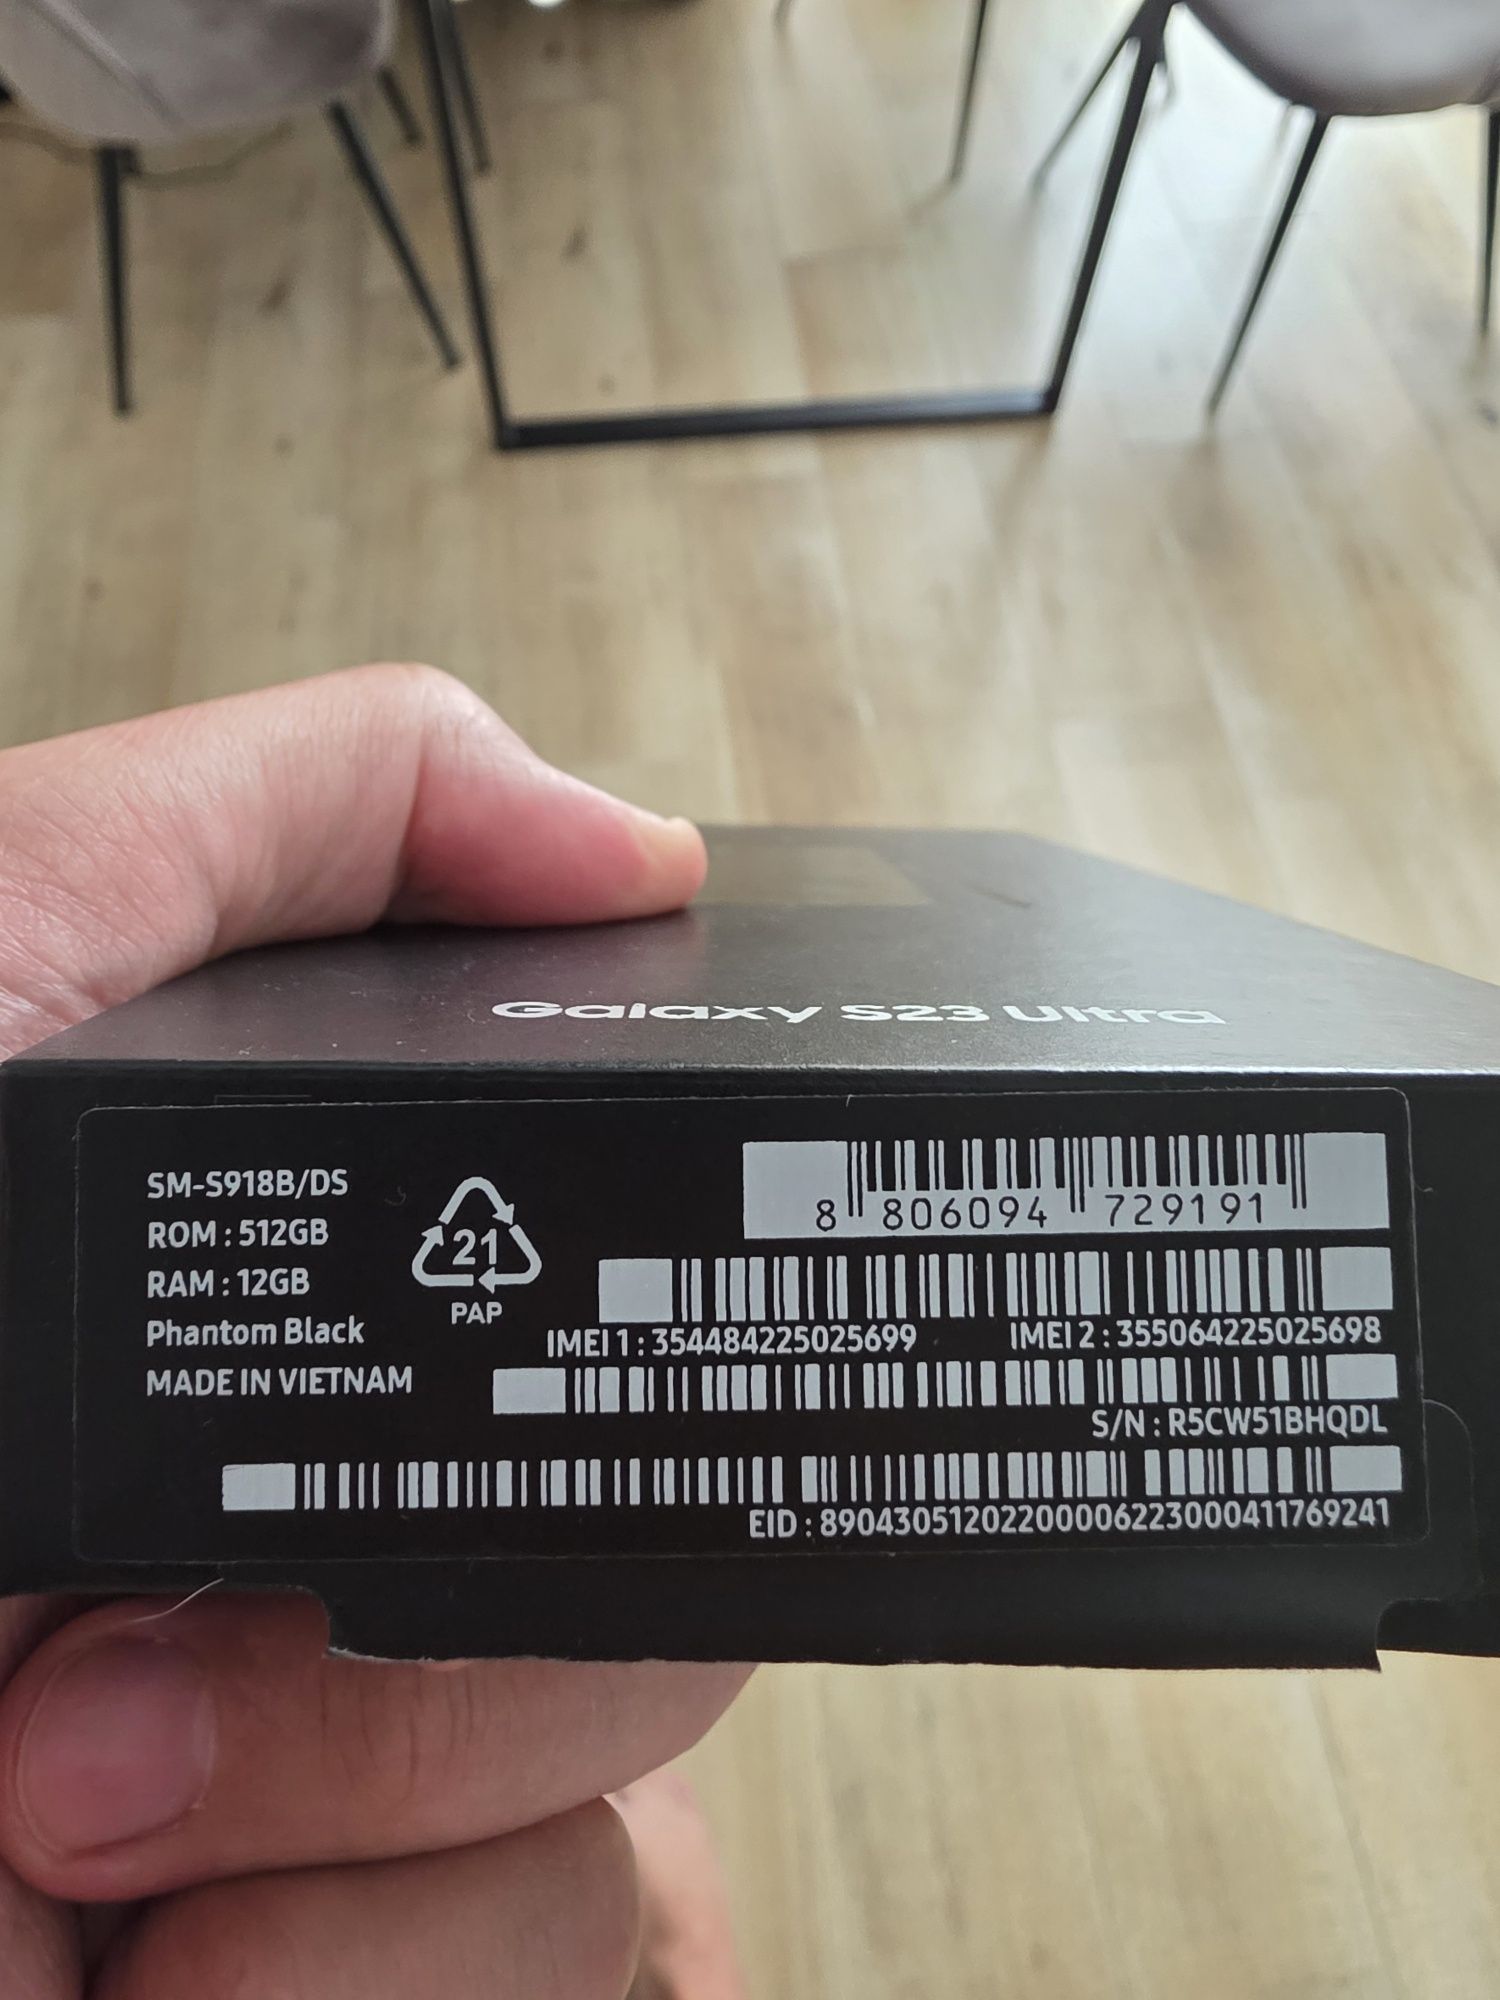 Galaxy S23 Ultra
SM-S918B/DS
ROM : 512GB
RAM : 12GB
Phantom Black
MADE IN VIETNAM
21
PAP
8 806094 729191
IMEI 1 : 354484225025699 IMEI 2 : 355064225025698
S/N : R5CW51BHQDL
EID : 89043051202200006223000411769241